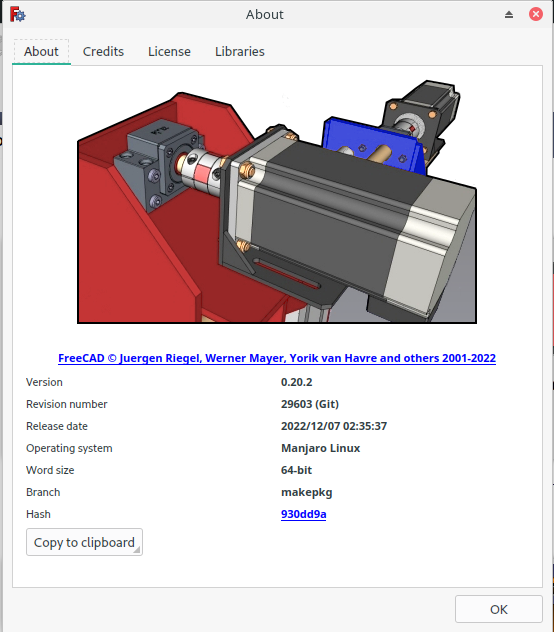 About
About Credits License Libraries
FreeCAD © Juergen Riegel, Werner Mayer, Yorik van Havre and others 2001-2022
Version 0.20.2
Revision number 29603 (Git)
Release date 2022/12/07 02:35:37
Operating system Manjaro Linux
Word size 64-bit
Branch makepkg
Hash 930dd9a
Copy to clipboard
OK